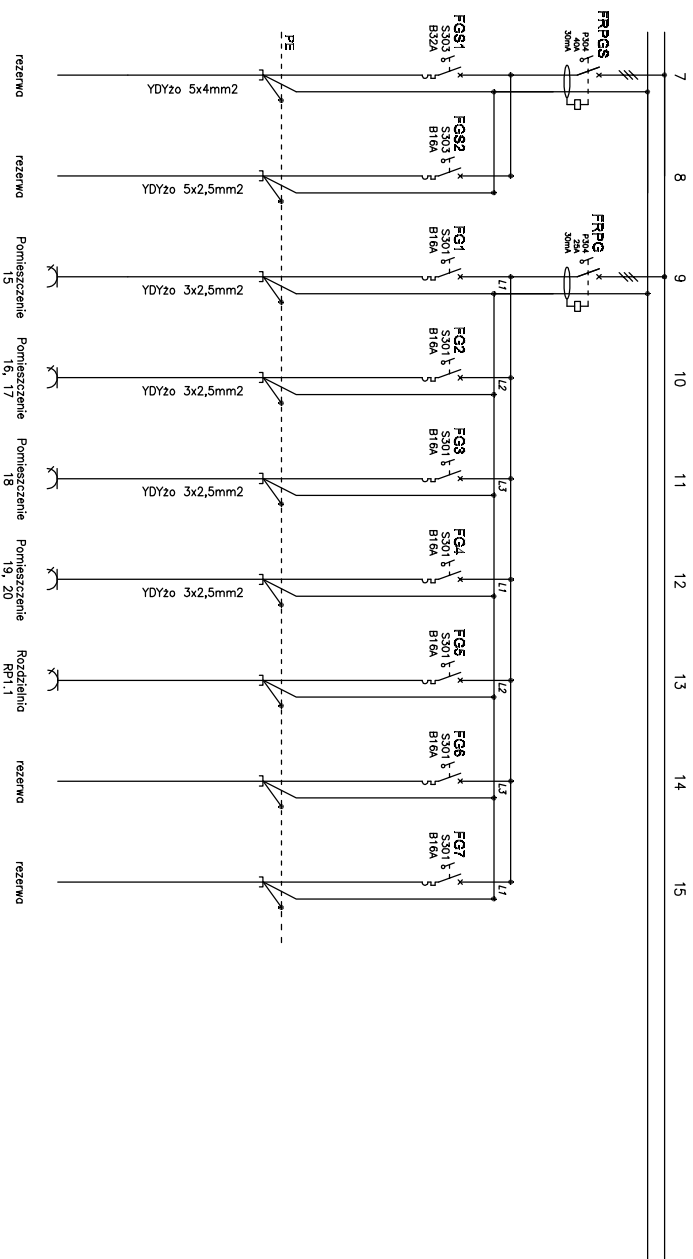 7
8
9
10
11
12
13
14
15
FRPGS
P304
40A
30mA
FRPG
P304
25A
30mA
L1
L2
L3
L1
L2
L3
L1
FGS1
S303
B32A
FGS2
S303
B16A
FG1
S301
B16A
FG2
S301
B16A
FG3
S301
B16A
FG4
S301
B16A
FG5
S301
B16A
FG6
S301
B16A
FG7
S301
B16A
PE
YDYżo 5x4mm2
YDYżo 5x2,5mm2
YDYżo 3x2,5mm2
YDYżo 3x2,5mm2
YDYżo 3x2,5mm2
YDYżo 3x2,5mm2
rezerwa
rezerwa
Pomieszczenie
15
Pomieszczenie
16, 17
Pomieszczenie
18
Pomieszczenie
19, 20
Rozdzielnia
RP1.1
rezerwa
rezerwa